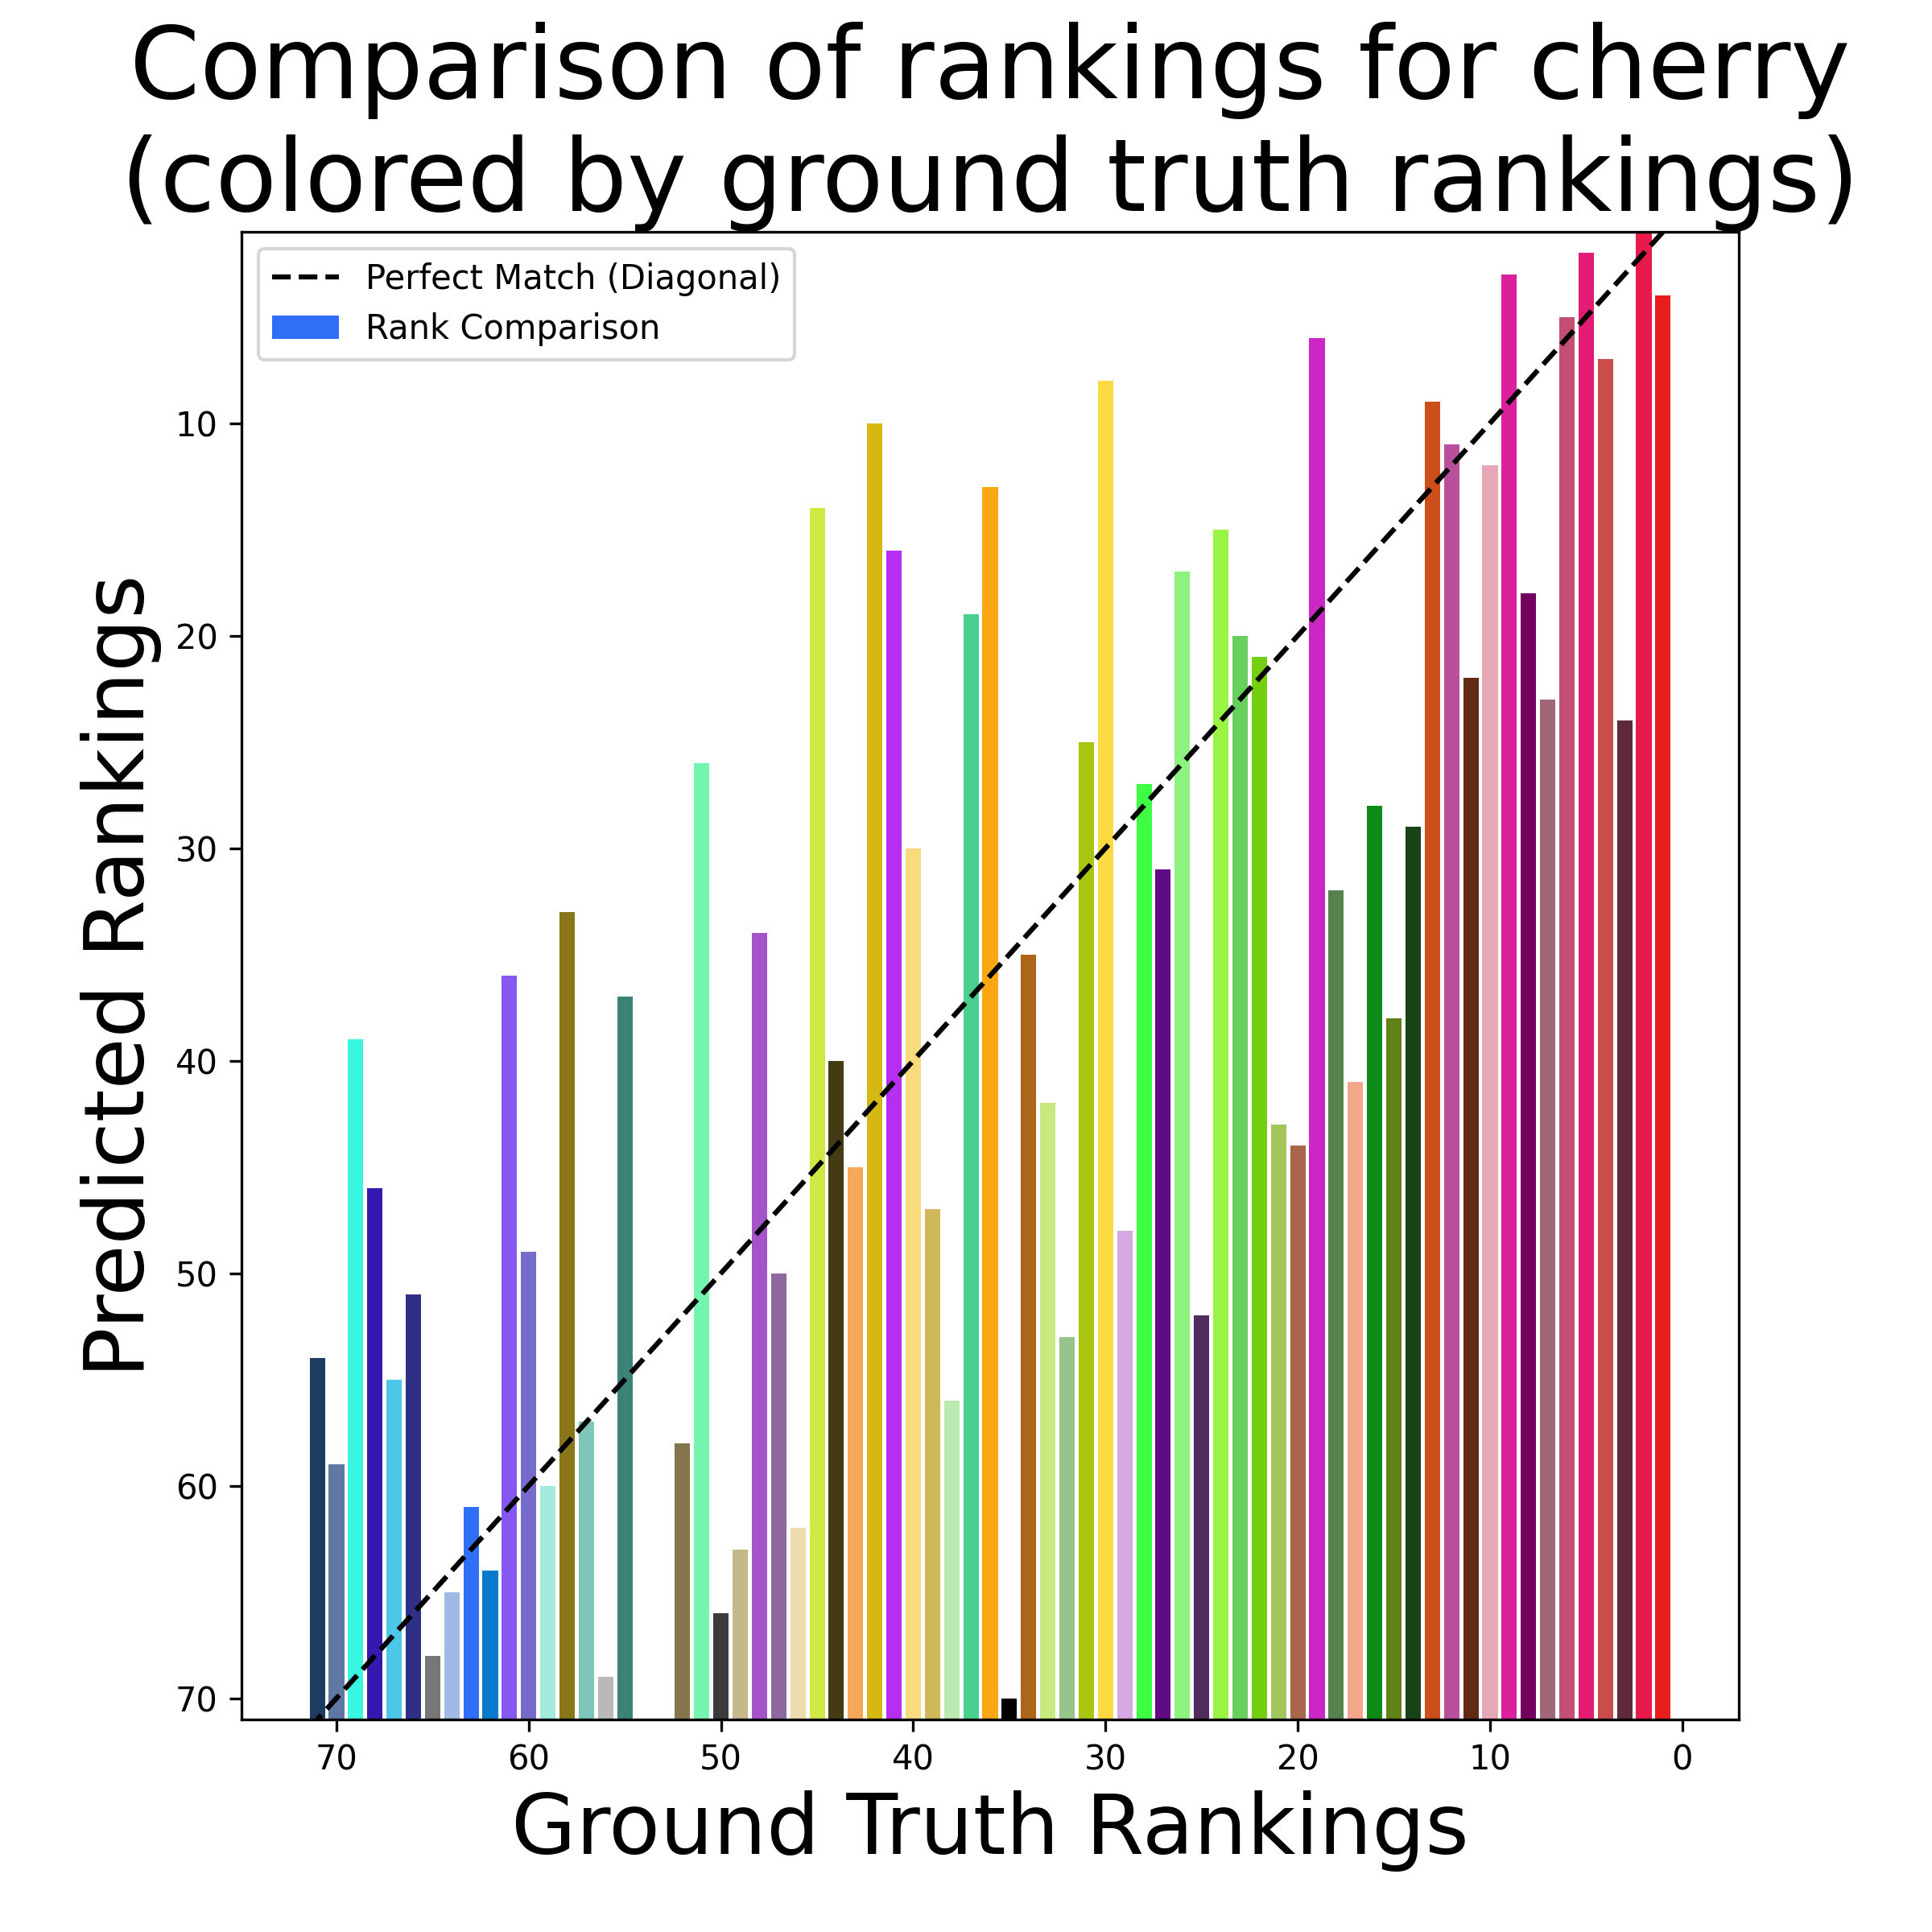 Comparison of rankings for cherry
(colored by ground truth rankings)
Perfect Match (Diagonal)
Rank Comparison
Predicted Rankings
10
20
30
40
50
60
70
70 60 50 40 30 20 10 0
Ground Truth Rankings